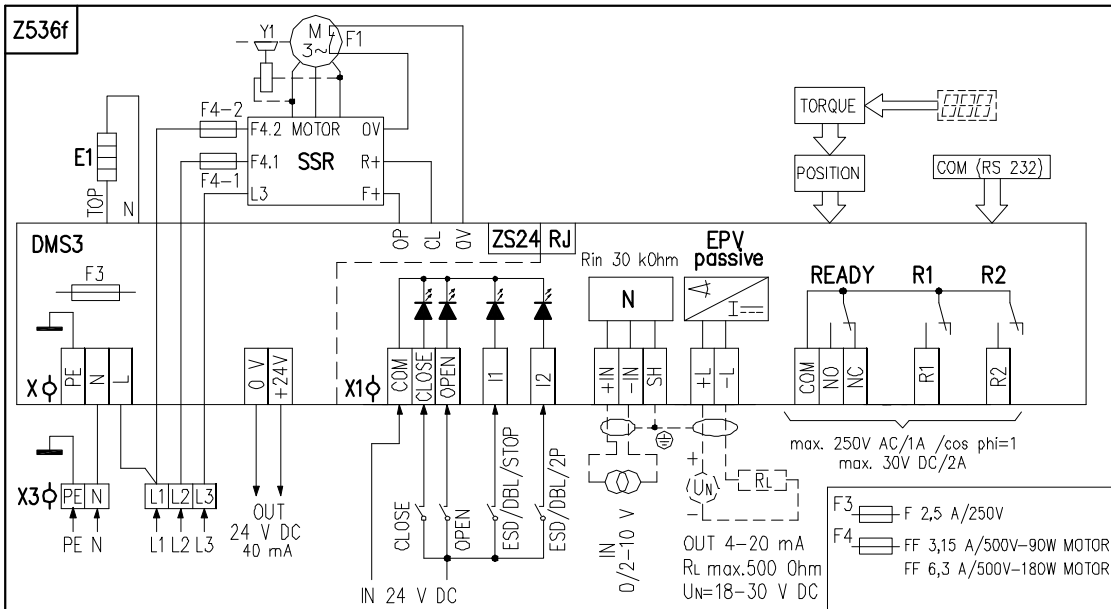 Z536f
Y1
M
3~
F1
F4-2
F4.2 MOTOR 0V
E1
F4.1 SSR R+
F4-1
L3 F+
TOP
N
TORQUE
POSITION
COM (RS 232)
DMS3
OP
CL
0V
ZS24 RJ
EPV
passive
F3
Rin 30 kOhm
N
I
READY R1 R2
X
PE
N
L
0 V
+24V
X1
COM
CLOSE
OPEN
I1
I2
+IN
-IN
SH
+L
-L
COM
NO
NC
R1
R2
max. 250V AC/1A /cos phi=1
max. 30V DC/2A
X3
PE N L1 L2 L3
PE N L1 L2 L3
OUT
24 V DC
40 mA
CLOSE
OPEN
ESD/DBL/STOP
ESD/DBL/2P
IN 24 V DC
IN
0/2-10 V
+
UN
-
RL
OUT 4-20 mA
RL max.500 Ohm
UN=18-30 V DC
F3 F 2,5 A/250V
F4 FF 3,15 A/500V-90W MOTOR
FF 6,3 A/500V-180W MOTOR